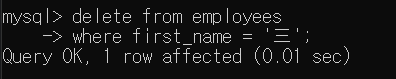 mysql> delete from employees
    -> where first_name = '三';
Query OK, 1 row affected (0.01 sec)